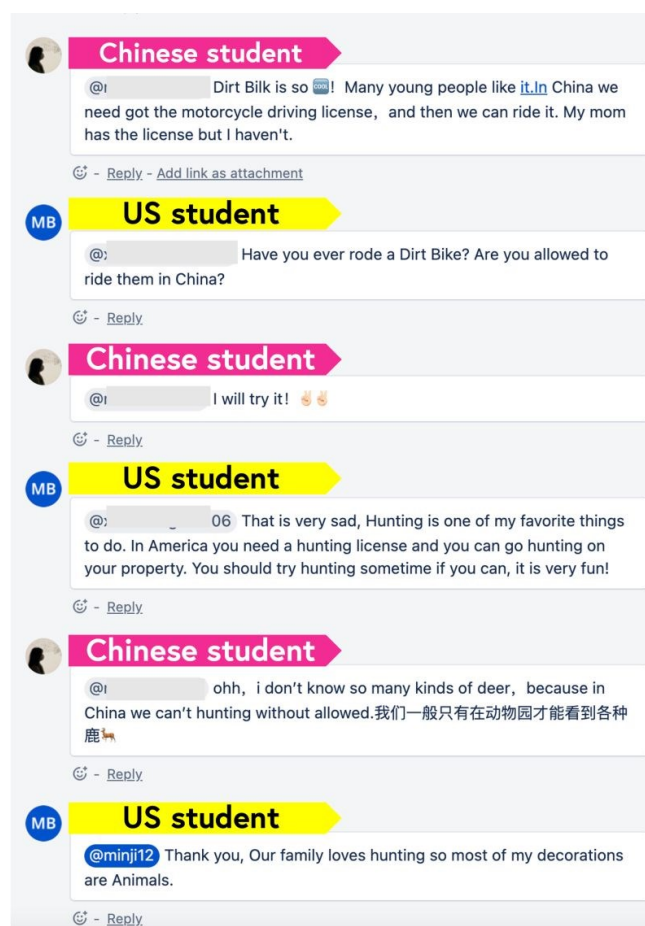 Chinese student
@ Dirt Bilk is so 🆒! Many young people like it.In China we
need got the motorcycle driving license，and then we can ride it. My mom
has the license but I haven't.
- Reply - Add link as attachment
MB
US student
@ Have you ever rode a Dirt Bike? Are you allowed to
ride them in China?
- Reply
Chinese student
@ I will try it！ ✌🏻✌🏻
- Reply
MB
US student
@ 06 That is very sad, Hunting is one of my favorite things
to do. In America you need a hunting license and you can go hunting on
your property. You should try hunting sometime if you can, it is very fun!
- Reply
Chinese student
@ ohh，i don't know so many kinds of deer，because in
China we can't hunting without allowed.我们一般只有在动物园才能看到各种
鹿🦌
- Reply
MB
US student
@minji12 Thank you, Our family loves hunting so most of my decorations
are Animals.
- Reply